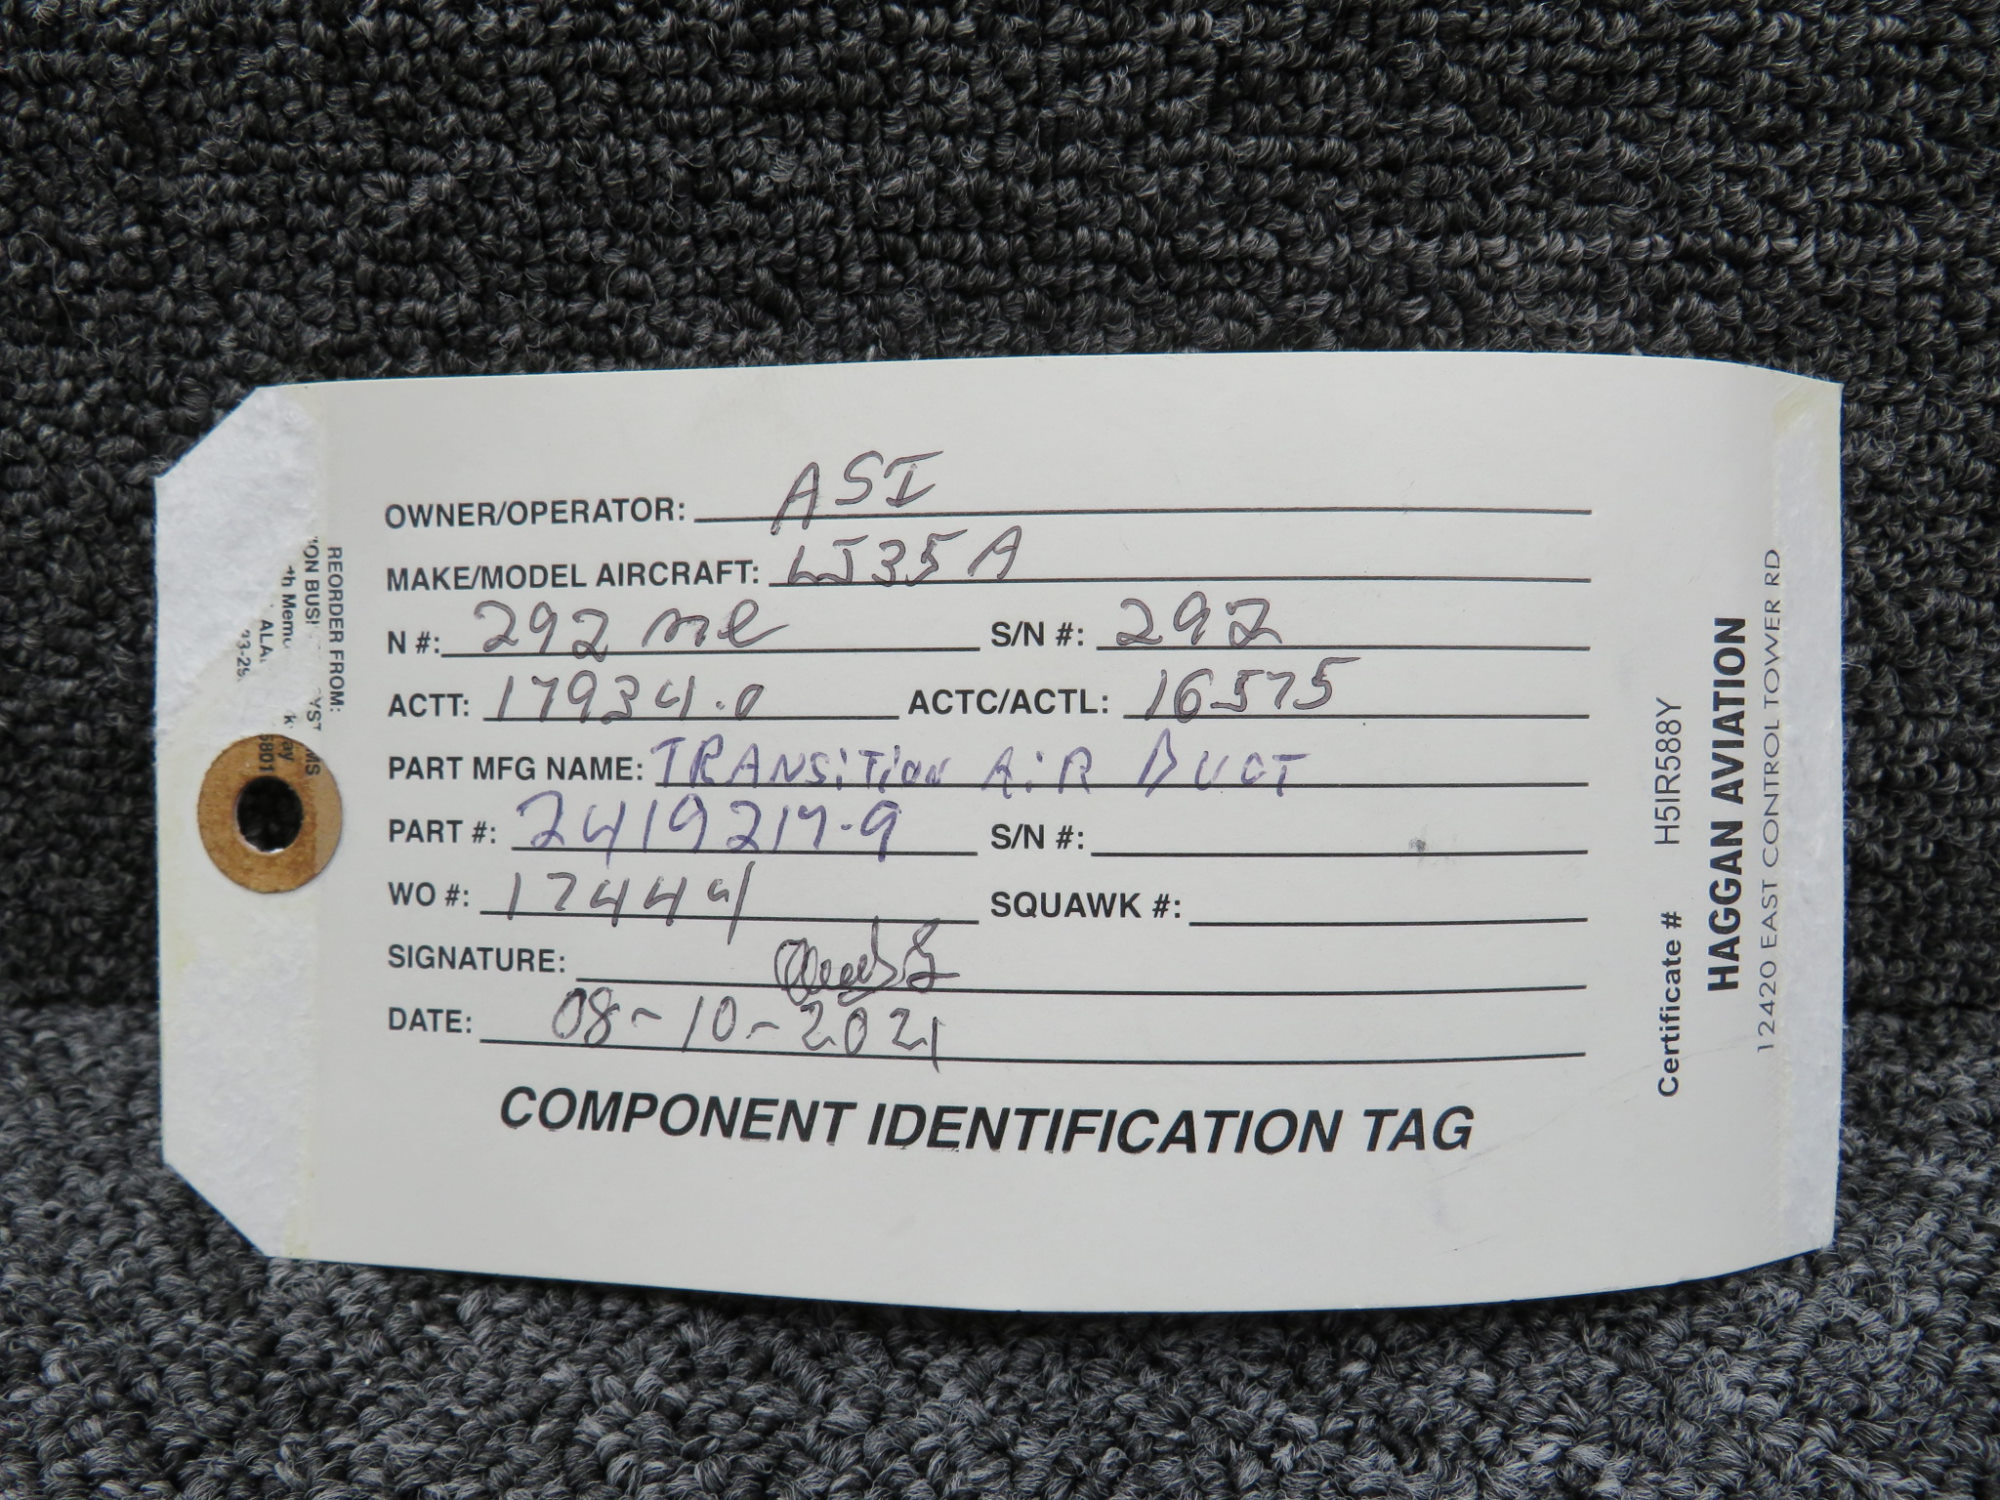 OWNER/OPERATOR: ASI
MAKE/MODEL AIRCRAFT: LJ35A
N #: 292 ME S/N #: 292
ACTT: 17934.0 ACTC/ACTL: 16575
PART MFG NAME: TRANSITION AiR DUCT
PART #: 2419217-9 S/N #:
WO #: 17444 SQUAWK #:
SIGNATURE:
DATE: 08-10-2021
COMPONENT IDENTIFICATION TAG
Certificate # H5IR588Y
HAGGAN AVIATION
12420 EAST CONTROL TOWER RD
REORDER FROM: